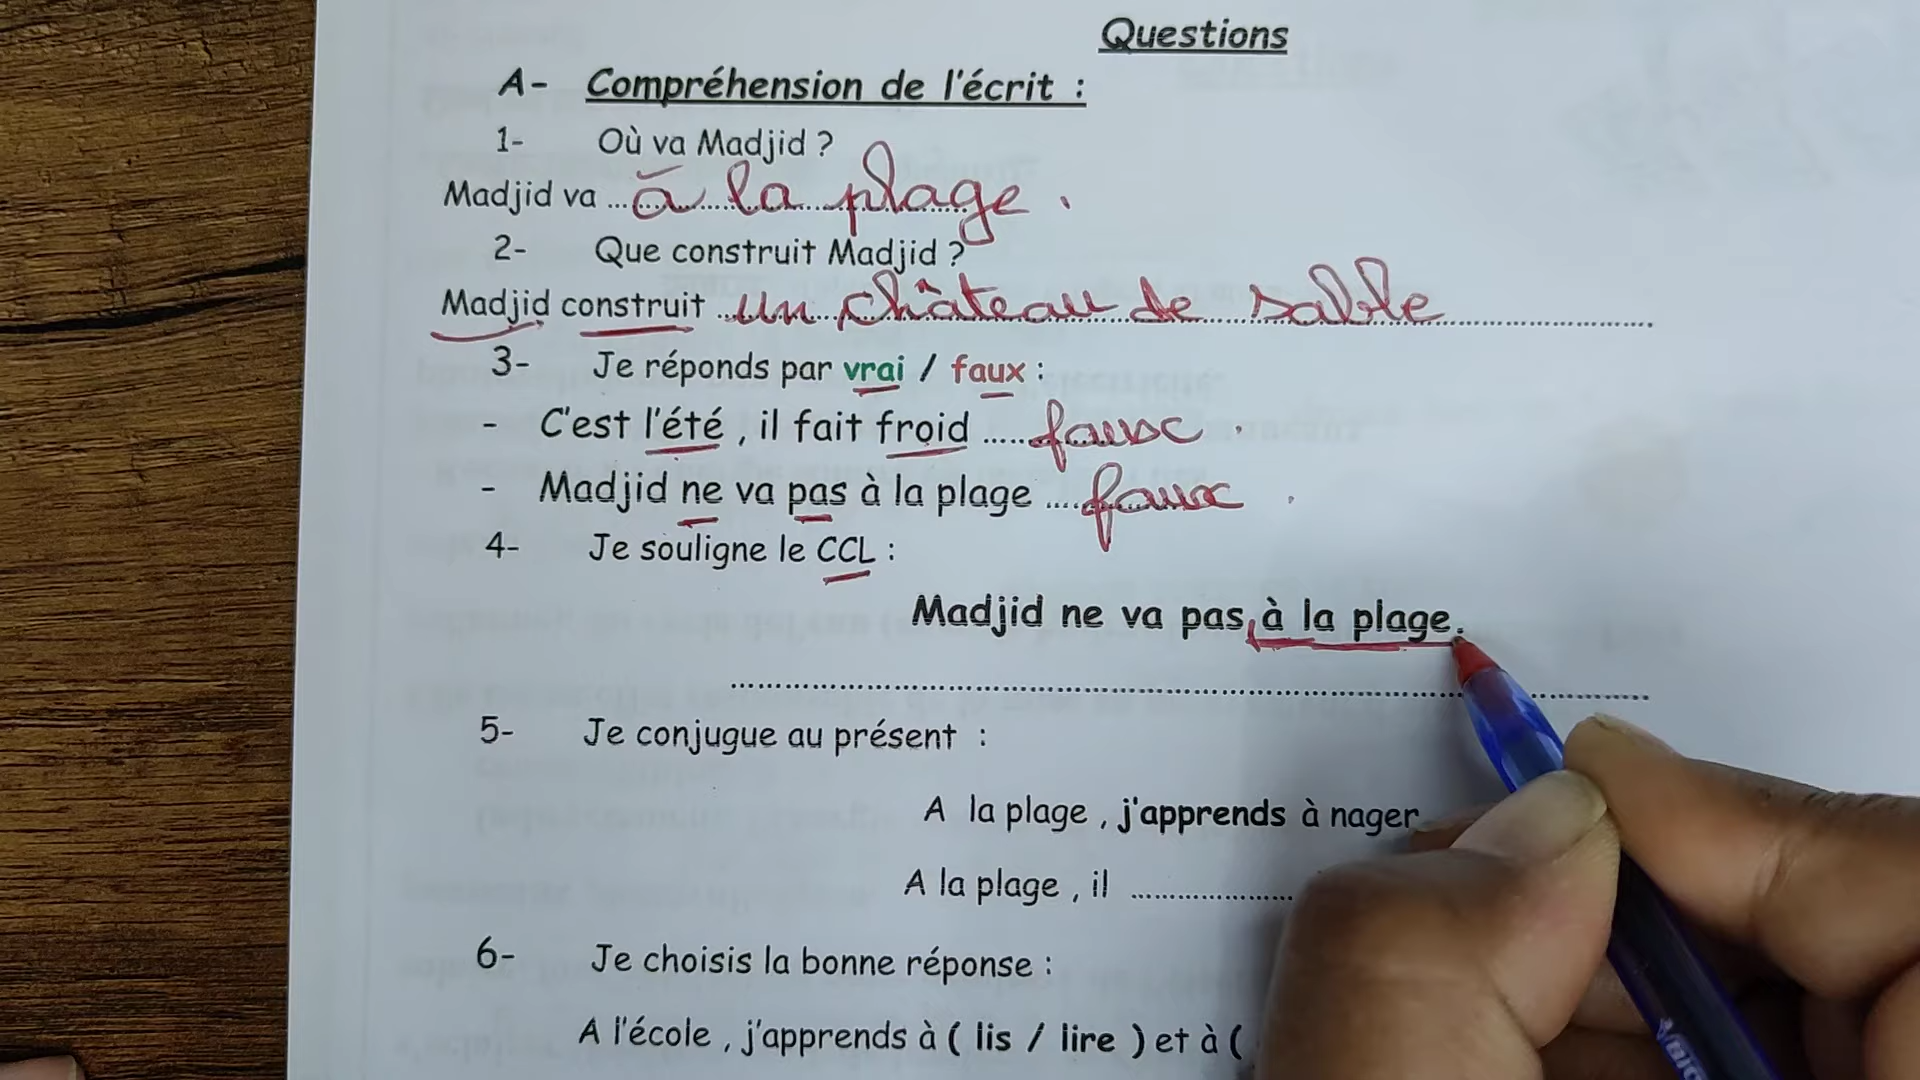 Questions
A- Compréhension de l'écrit :
1- Où va Madjid ?
Madjid va ... à la plage .
2- Que construit Madjid ?
Madjid construit ... un château de sable ...
3- Je réponds par vrai / faux :
- C'est l'été , il fait froid ..... faux .
- Madjid ne va pas à la plage .... faux .
4- Je souligne le CCL :
Madjid ne va pas à la plage.
5- Je conjugue au présent :
A la plage , j'apprends à nager
A la plage , il ....................
6- Je choisis la bonne réponse :
A l'école , j'apprends à ( lis / lire ) et à (